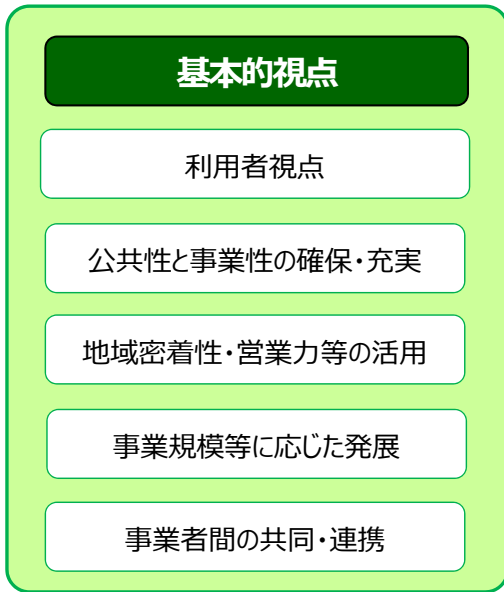 基本的視点
利用者視点
公共性と事業性の確保・充実
地域密着性・営業力等の活用
事業規模等に応じた発展
事業者間の共同・連携